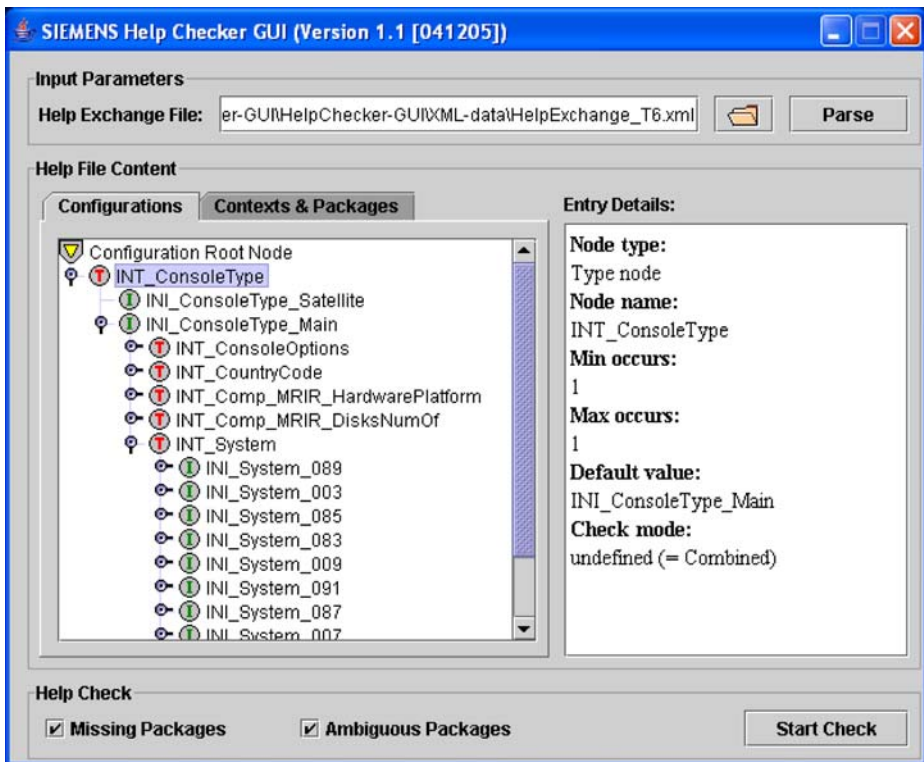 SIEMENS Help Checker GUI (Version 1.1 [041205])
Input Parameters
Help Exchange File: er-GUI\HelpChecker-GUI\XML-data\HelpExchange_T6.xml Parse
Help File Content
Configurations Contexts & Packages
Configuration Root Node
INT_ConsoleType
INI_ConsoleType_Satellite
INI_ConsoleType_Main
INT_ConsoleOptions
INT_CountryCode
INT_Comp_MRIR_HardwarePlatform
INT_Comp_MRIR_DisksNumOf
INT_System
INI_System_089
INI_System_003
INI_System_085
INI_System_083
INI_System_009
INI_System_091
INI_System_087
INI_System_007
Entry Details:
Node type:
Type node
Node name:
INT_ConsoleType
Min occurs:
1
Max occurs:
1
Default value:
INI_ConsoleType_Main
Check mode:
undefined (= Combined)
Help Check
Missing Packages Ambiguous Packages Start Check